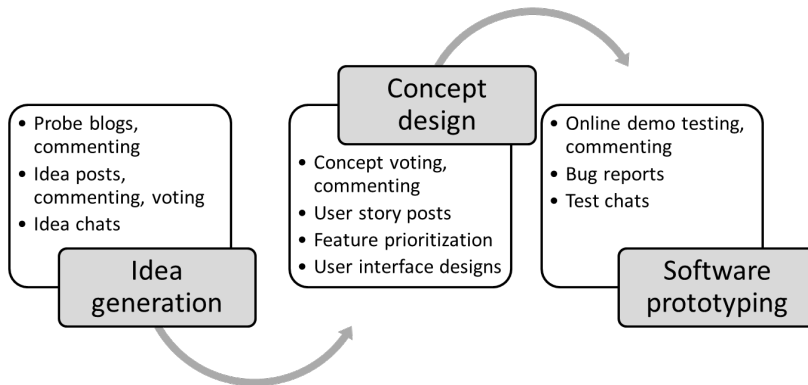 • Probe blogs,
commenting
• Idea posts,
commenting, voting
• Idea chats
Idea
generation
Concept
design
• Concept voting,
commenting
• User story posts
• Feature prioritization
• User interface designs
• Online demo testing,
commenting
• Bug reports
• Test chats
Software
prototyping